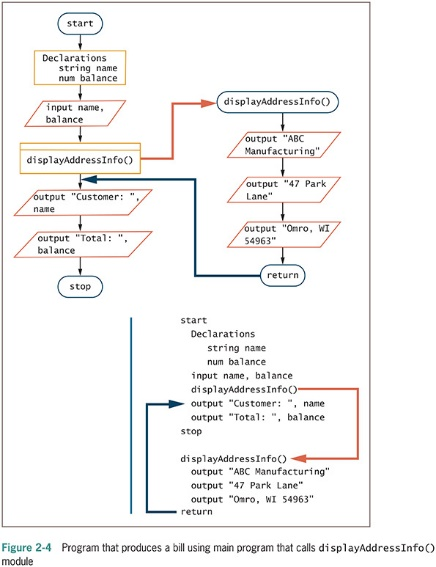 start
Declarations
string name
num balance
input name,
balance
displayAddressInfo()
output "Customer: ",
name
output "Total: ",
balance
stop
displayAddressInfo()
output "ABC
Manufacturing"
output "47 Park
Lane"
output "Omro, WI
54963"
return
start
Declarations
string name
num balance
input name, balance
displayAddressInfo()
output "Customer: ", name
output "Total: ", balance
stop
displayAddressInfo()
output "ABC Manufacturing"
output "47 Park Lane"
output "Omro, WI 54963"
return
Figure 2-4 Program that produces a bill using main program that calls displayAddressInfo()
module